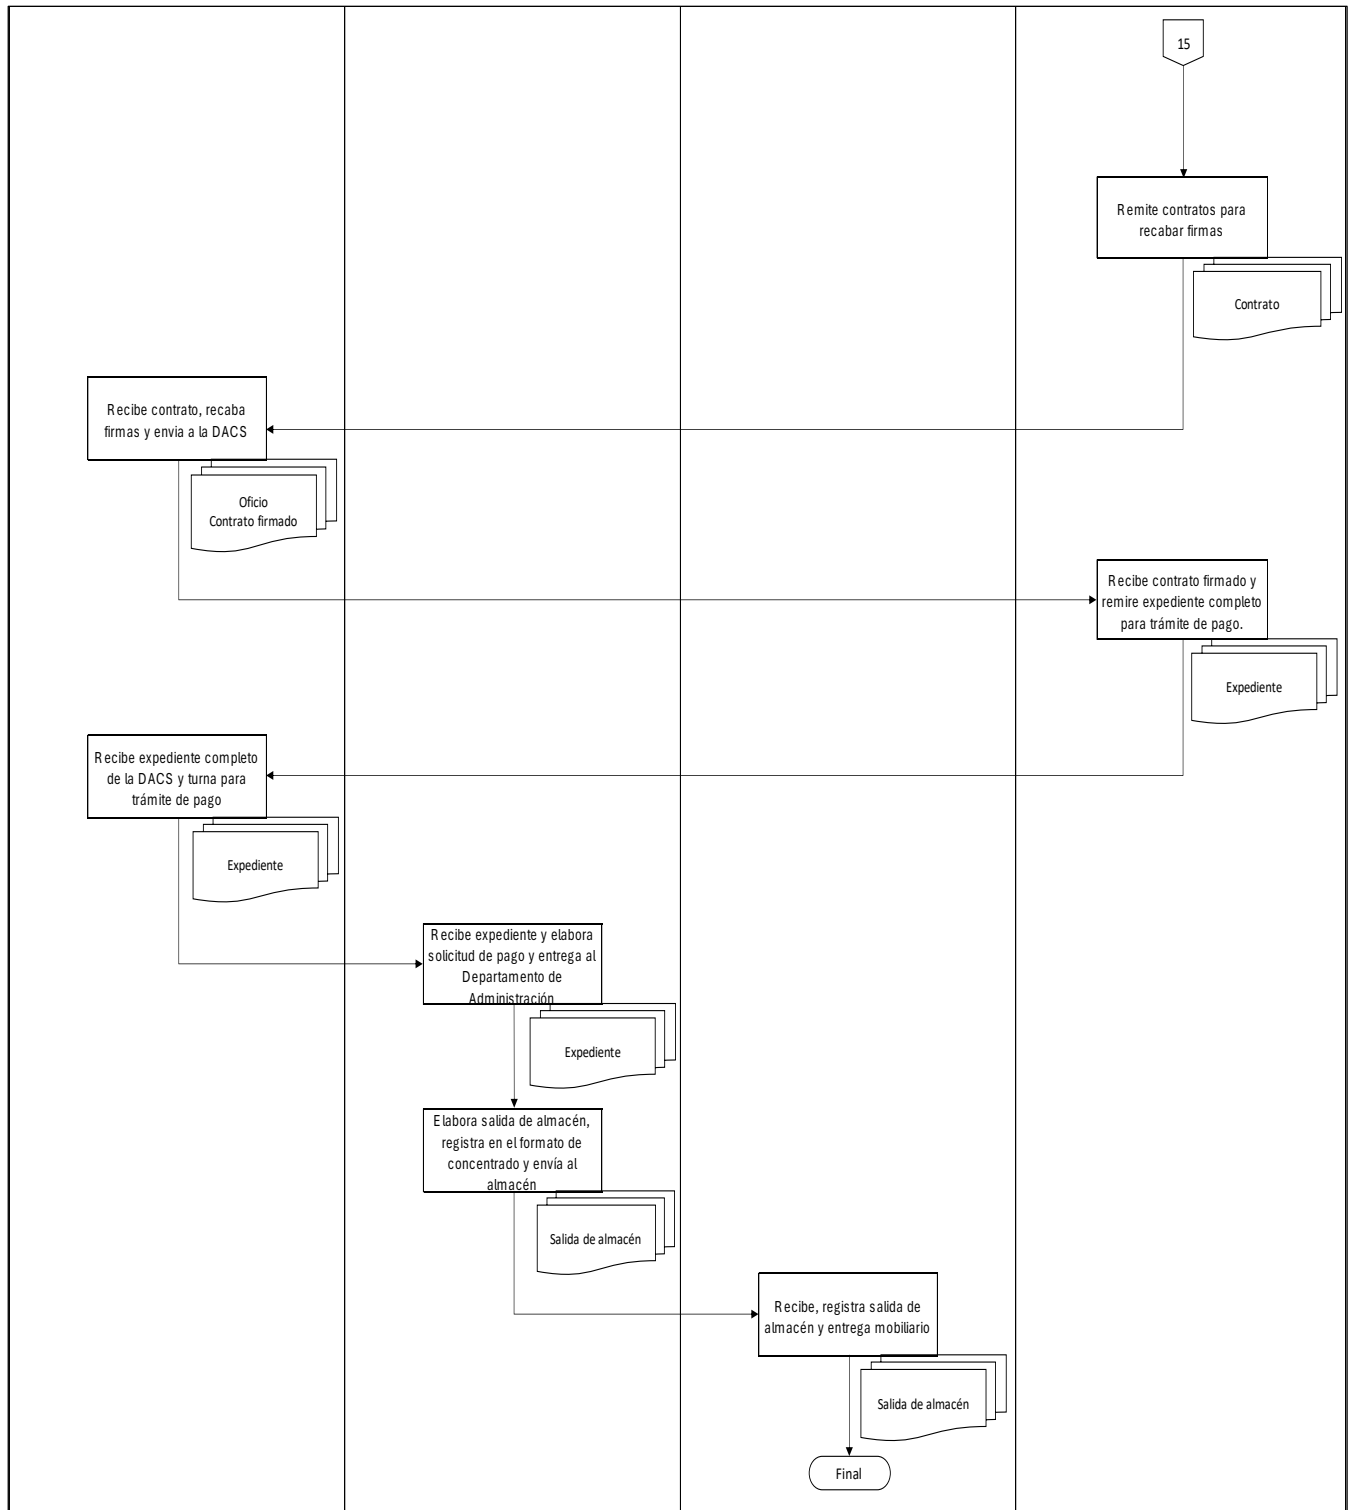 15
Remite contratos para
recabar firmas
Contrato
Recibe contrato, recaba
firmas y envia a la DACS
Oficio
Contrato firmado
Recibe contrato firmado y
remire expediente completo
para trámite de pago.
Expediente
Recibe expediente completo
de la DACS y turna para
trámite de pago
Expediente
Recibe expediente y elabora
solicitud de pago y entrega al
Departamento de
Administración
Expediente
Elabora salida de almacén,
registra en el formato de
concentrado y envía al
almacén
Salida de almacén
Recibe, registra salida de
almacén y entrega mobiliario
Salida de almacén
Final